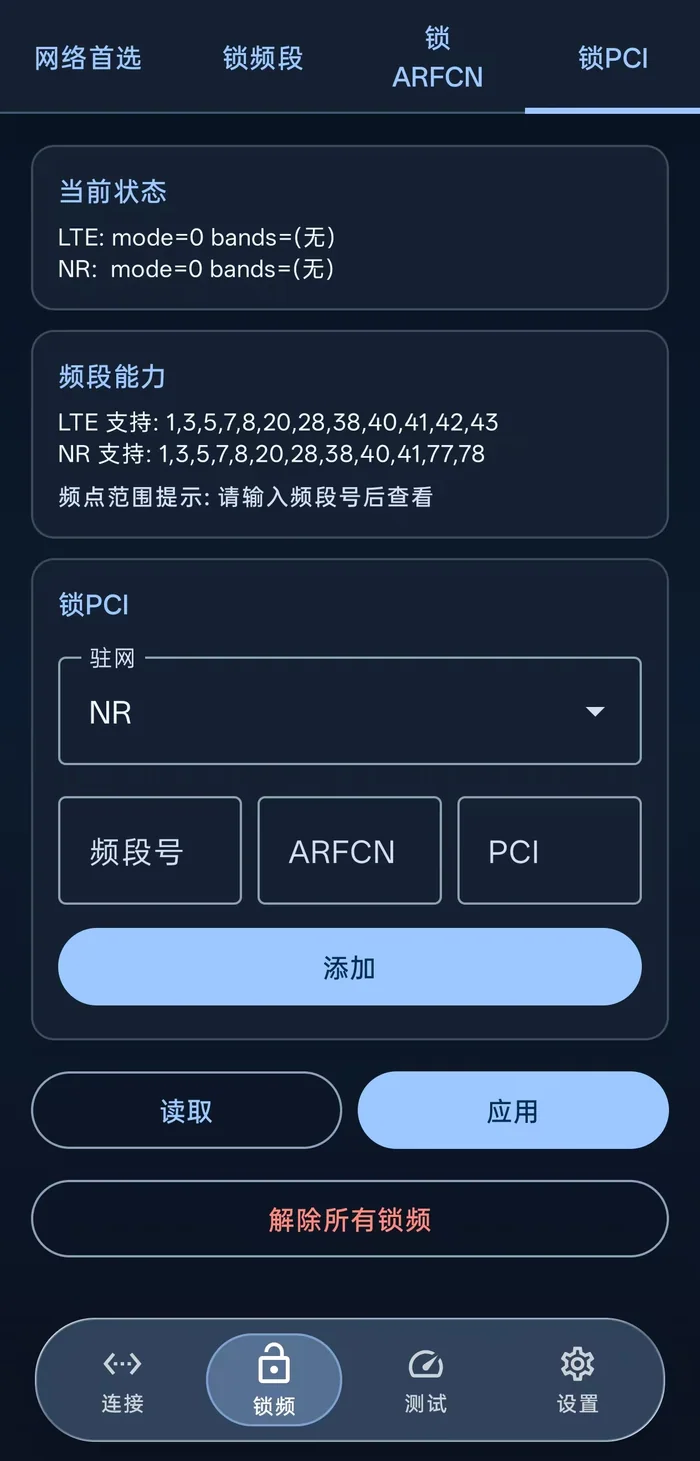 网络首选
锁频段
锁
ARFCN
锁PCI
当前状态
LTE: mode=0 bands=(无)
NR:  mode=0 bands=(无)
频段能力
LTE 支持: 1,3,5,7,8,20,28,38,40,41,42,43
NR 支持: 1,3,5,7,8,20,28,38,40,41,77,78
频点范围提示: 请输入频段号后查看
锁PCI
驻网
NR
频段号
ARFCN
PCI
添加
读取
应用
解除所有锁频
连接
锁频
测试
设置